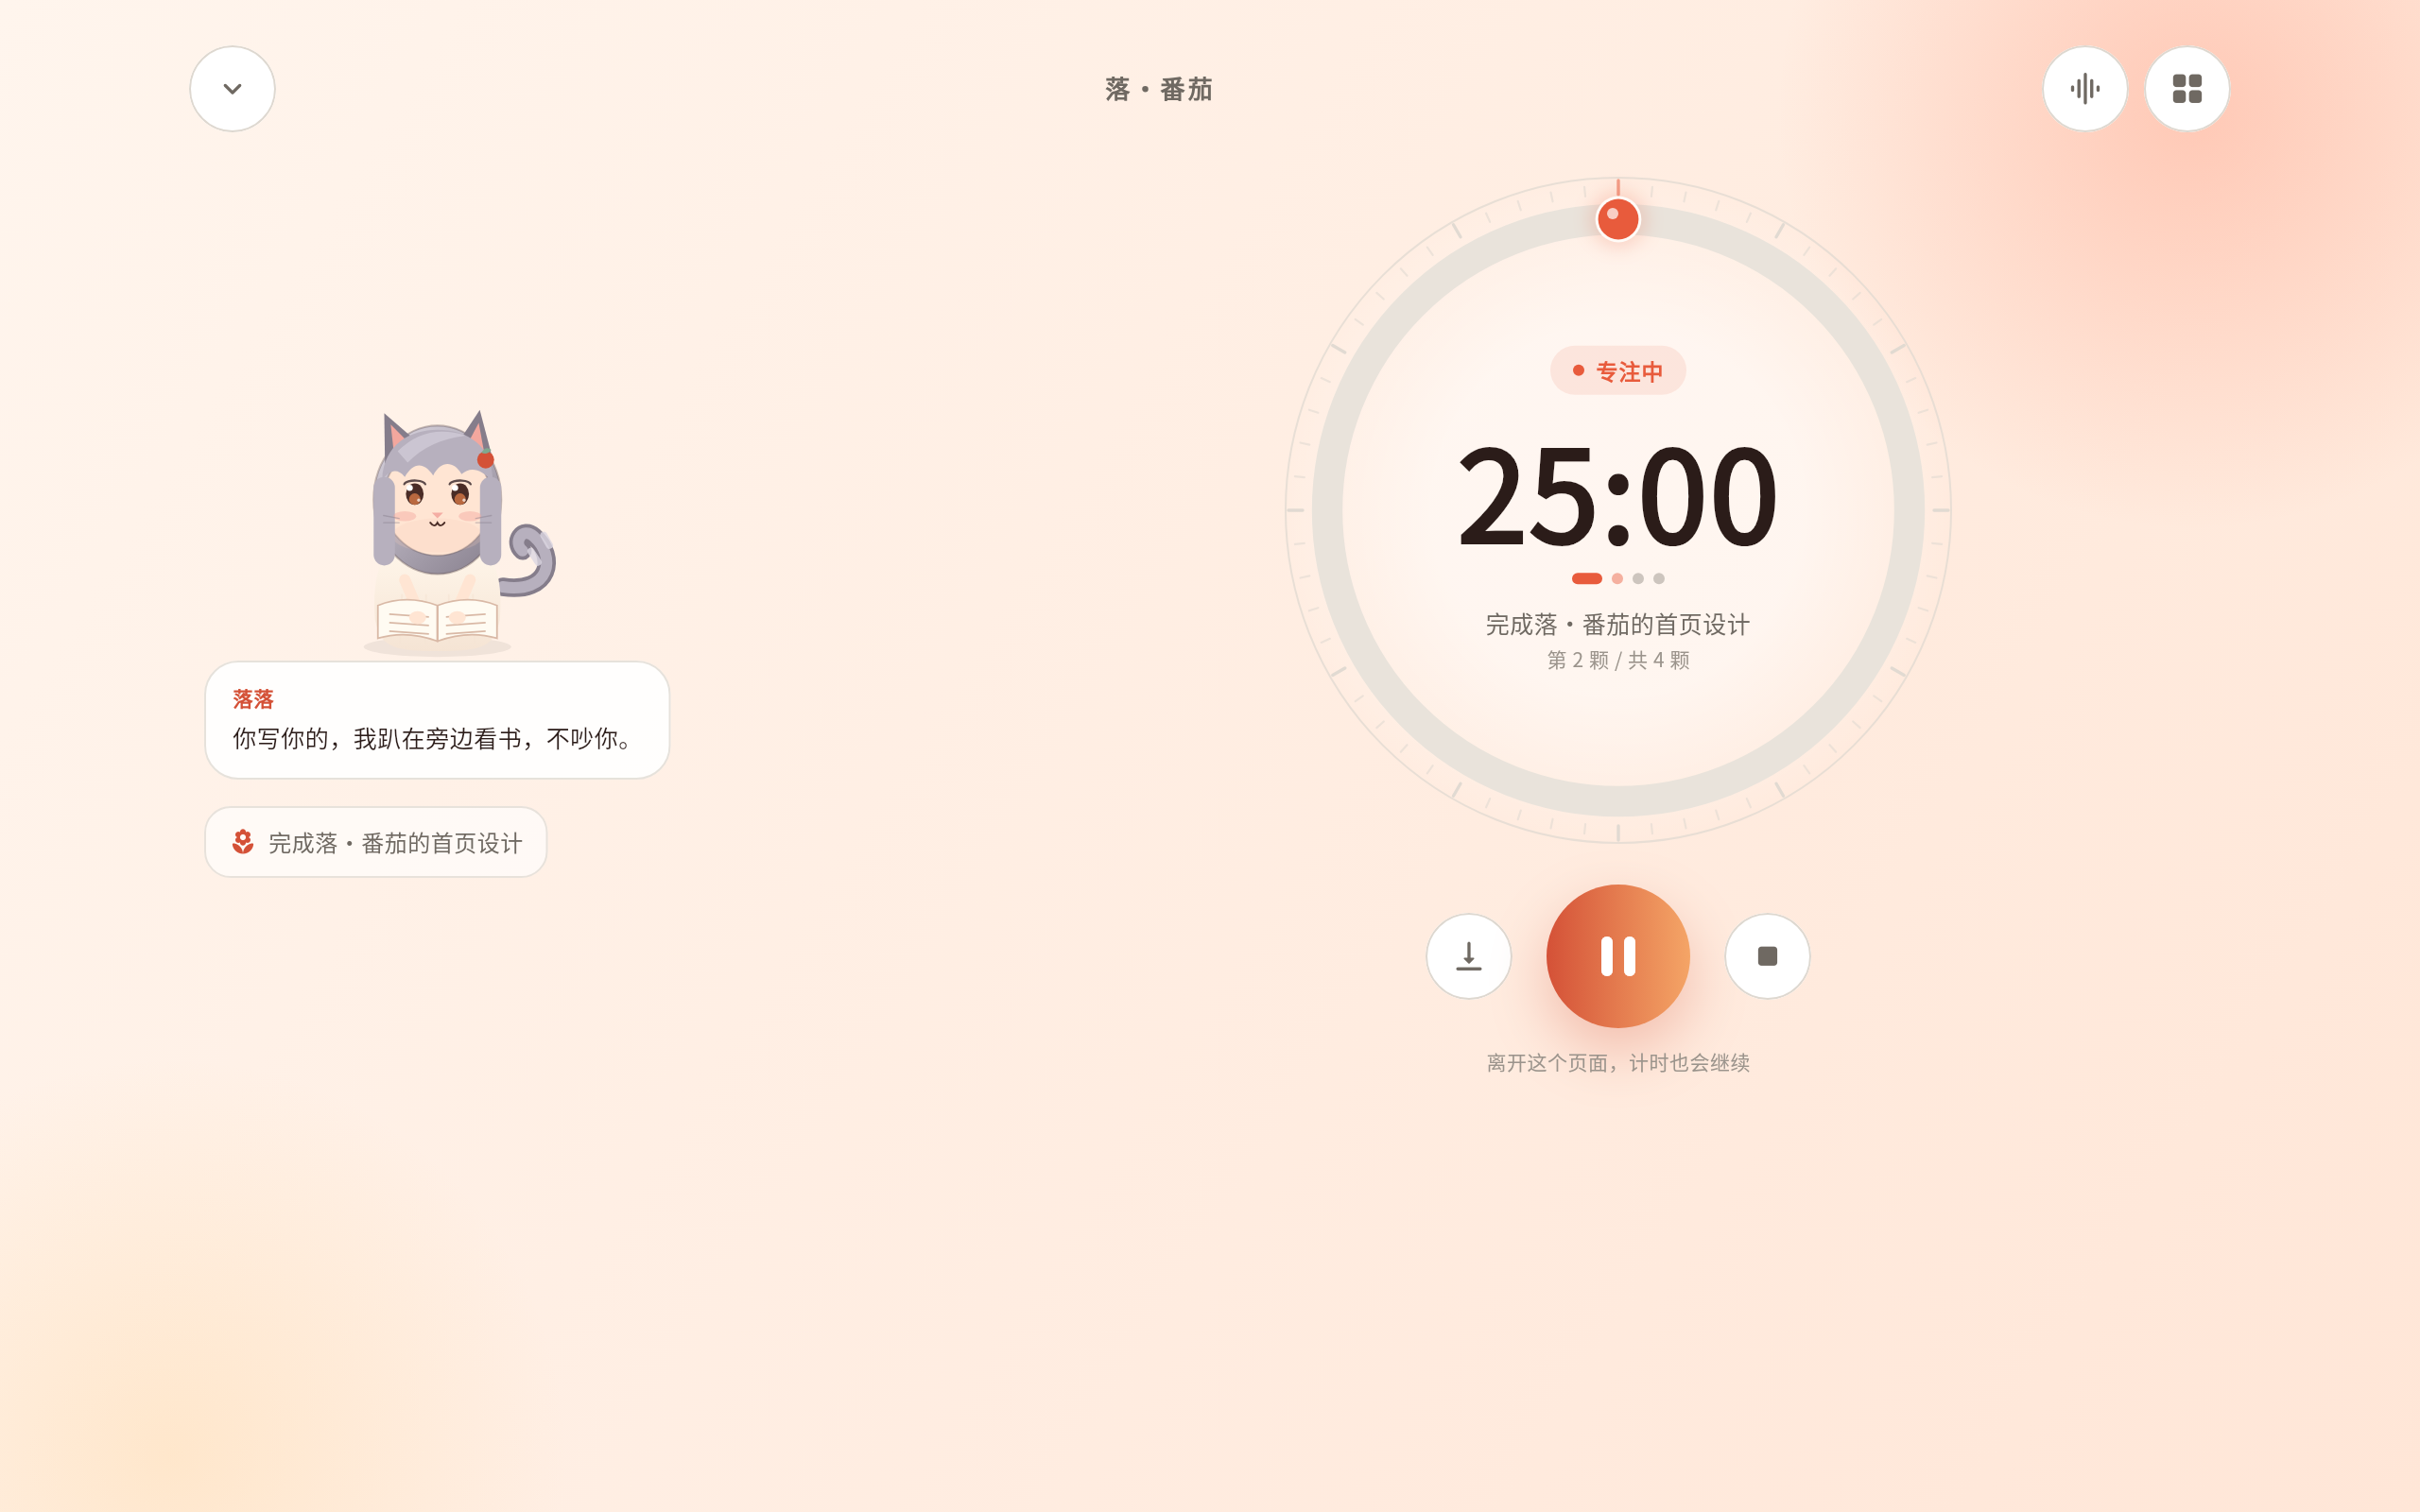 落·番茄
专注中
25:00
完成落·番茄的首页设计
第 2 颗 / 共 4 颗
落落
你写你的，我趴在旁边看书，不吵你。
完成落·番茄的首页设计
离开这个页面，计时也会继续